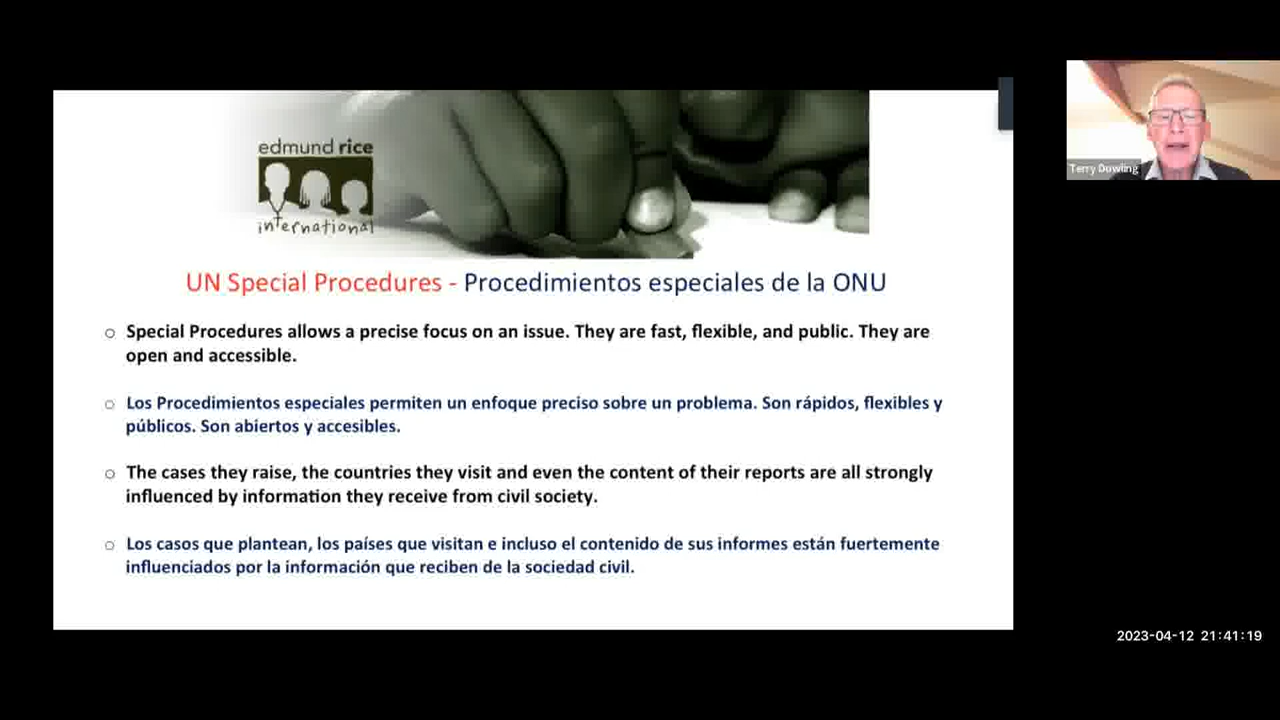 edmund rice
international
UN Special Procedures - Procedimientos especiales de la ONU
Special Procedures allows a precise focus on an issue. They are fast, flexible, and public. They are
open and accessible.
Los Procedimientos especiales permiten un enfoque preciso sobre un problema. Son rápidos, flexibles y
públicos. Son abiertos y accesibles.
The cases they raise, the countries they visit and even the content of their reports are all strongly
influenced by information they receive from civil society.
Los casos que plantean, los países que visitan e incluso el contenido de sus informes están fuertemente
influenciados por la información que reciben de la sociedad civil.
Terry Dowling
2023-04-12 21:41:19